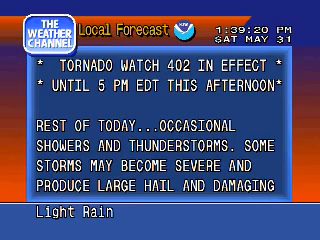 THE
WEATHER
CHANNEL
Local Forecast
1:39:20 PM
SAT MAY 31
* TORNADO WATCH 402 IN EFFECT *
* UNTIL 5 PM EDT THIS AFTERNOON*
REST OF TODAY...OCCASIONAL
SHOWERS AND THUNDERSTORMS. SOME
STORMS MAY BECOME SEVERE AND
PRODUCE LARGE HAIL AND DAMAGING
Light Rain